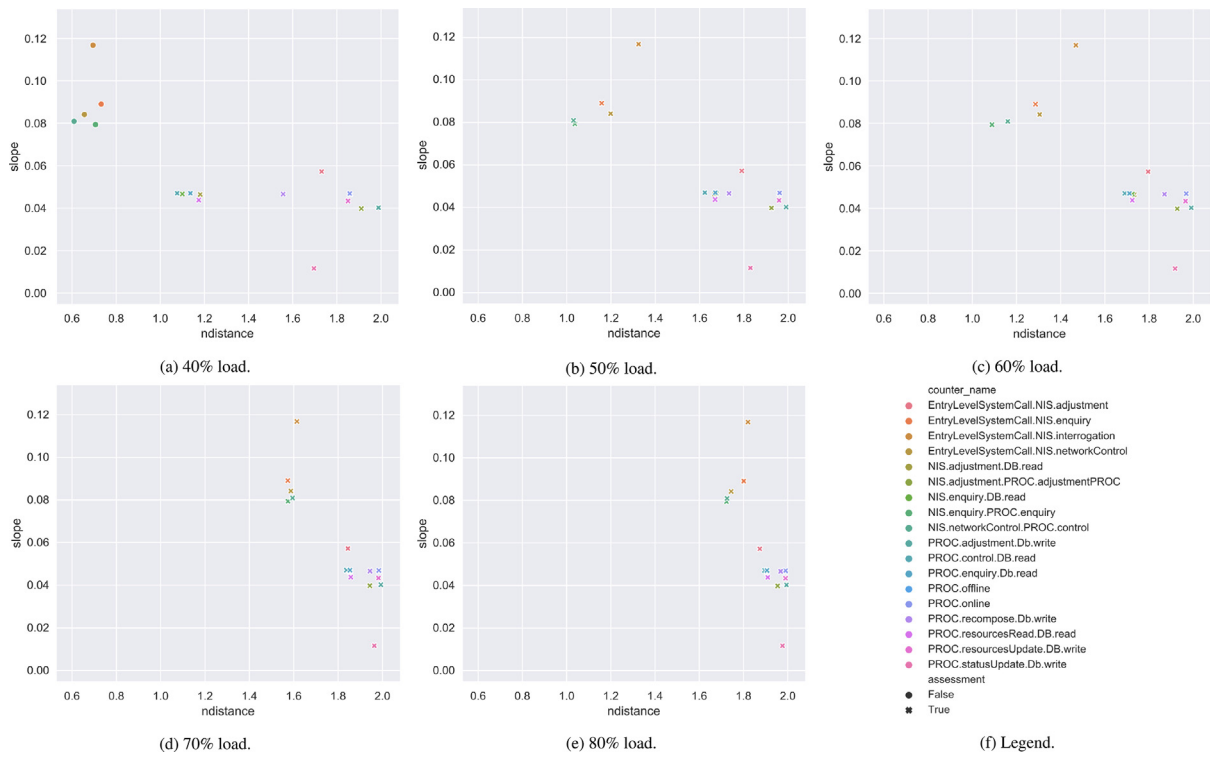 0.12
0.10
0.08
0.06
0.04
0.02
0.00
slope
0.6 0.8 1.0 1.2 1.4 1.6 1.8 2.0
ndistance
(a) 40% load.
0.12
0.10
0.08
0.06
0.04
0.02
0.00
slope
0.6 0.8 1.0 1.2 1.4 1.6 1.8 2.0
ndistance
(b) 50% load.
0.12
0.10
0.08
0.06
0.04
0.02
0.00
slope
0.6 0.8 1.0 1.2 1.4 1.6 1.8 2.0
ndistance
(c) 60% load.
0.12
0.10
0.08
0.06
0.04
0.02
0.00
slope
0.6 0.8 1.0 1.2 1.4 1.6 1.8 2.0
ndistance
(d) 70% load.
0.12
0.10
0.08
0.06
0.04
0.02
0.00
slope
0.6 0.8 1.0 1.2 1.4 1.6 1.8 2.0
ndistance
(e) 80% load.
counter_name
EntryLevelSystemCall.NIS.adjustment
EntryLevelSystemCall.NIS.enquiry
EntryLevelSystemCall.NIS.interrogation
EntryLevelSystemCall.NIS.networkControl
NIS.adjustment.DB.read
NIS.adjustment.PROC.adjustmentPROC
NIS.enquiry.DB.read
NIS.enquiry.PROC.enquiry
NIS.networkControl.PROC.control
PROC.adjustment.Db.write
PROC.control.DB.read
PROC.enquiry.Db.read
PROC.offline
PROC.online
PROC.recompose.Db.write
PROC.resourcesRead.DB.read
PROC.resourcesUpdate.DB.write
PROC.statusUpdate.Db.write
assessment
False
True
(f) Legend.